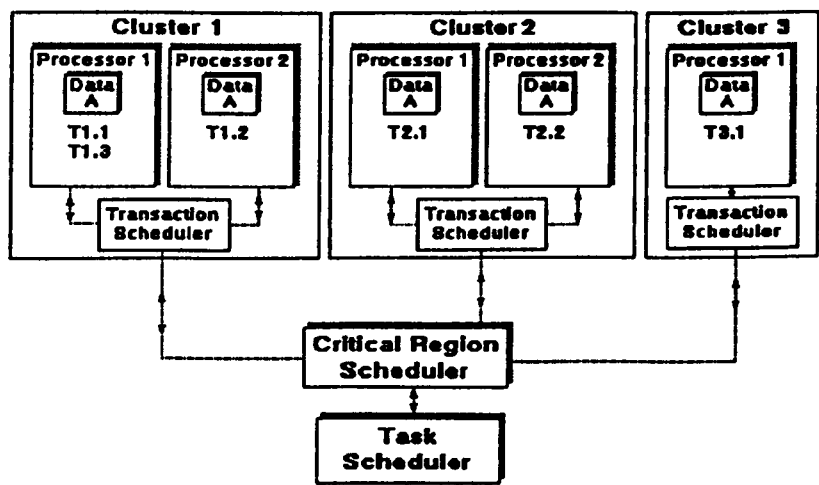 Cluster 1
Processor 1
Data
A
T1.1
T1.3
Processor 2
Data
A
T1.2
Transaction
Scheduler
Cluster 2
Processor 1
Data
A
T2.1
Processor 2
Data
A
T2.2
Transaction
Scheduler
Cluster 3
Processor 1
Data
A
T3.1
Transaction
Scheduler
Critical Region
Scheduler
Task
Scheduler